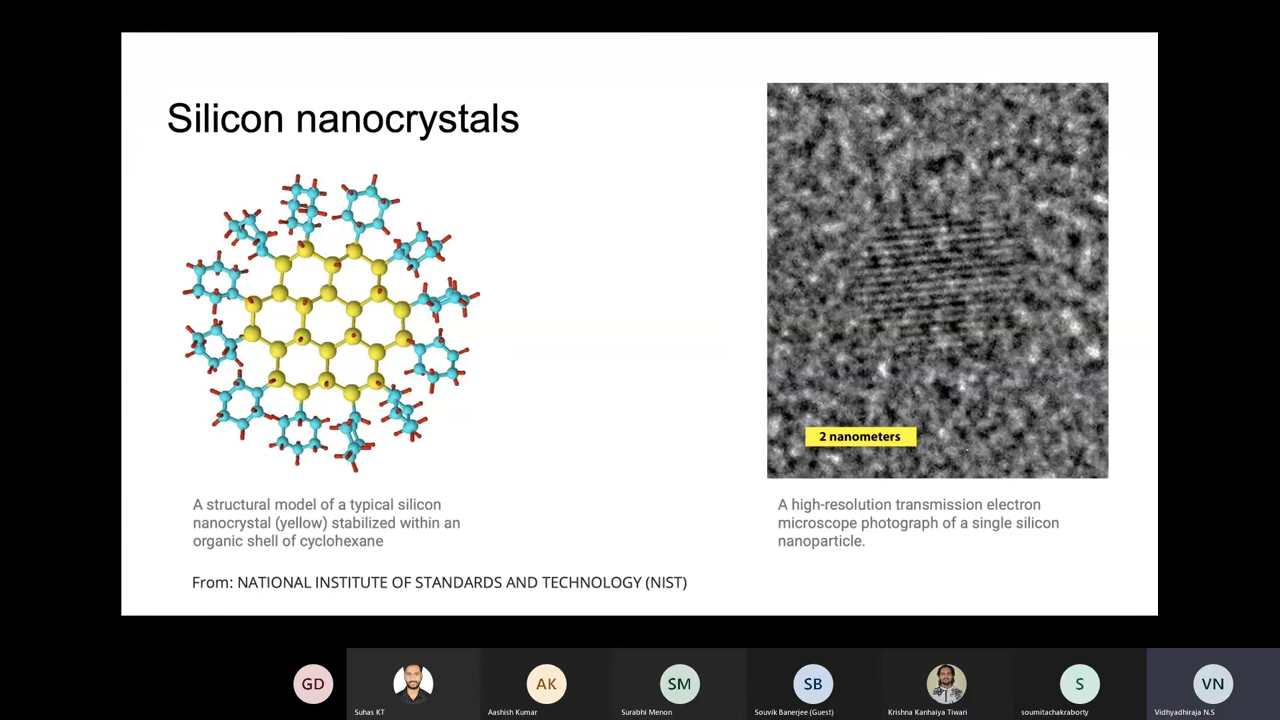 Silicon nanocrystals
2 nanometers
A structural model of a typical silicon
nanocrystal (yellow) stabilized within an
organic shell of cyclohexane
A high-resolution transmission electron
microscope photograph of a single silicon
nanoparticle.
From: NATIONAL INSTITUTE OF STANDARDS AND TECHNOLOGY (NIST)
GD
AK
SM
SB
S
VN
Suhas KT
Aashish Kumar
Surabhi Menon
Souvik Banerjee (Guest)
Krishna Kanhaiya Tiwari
soumitachakraborty
Vidhyadhiraja N.S